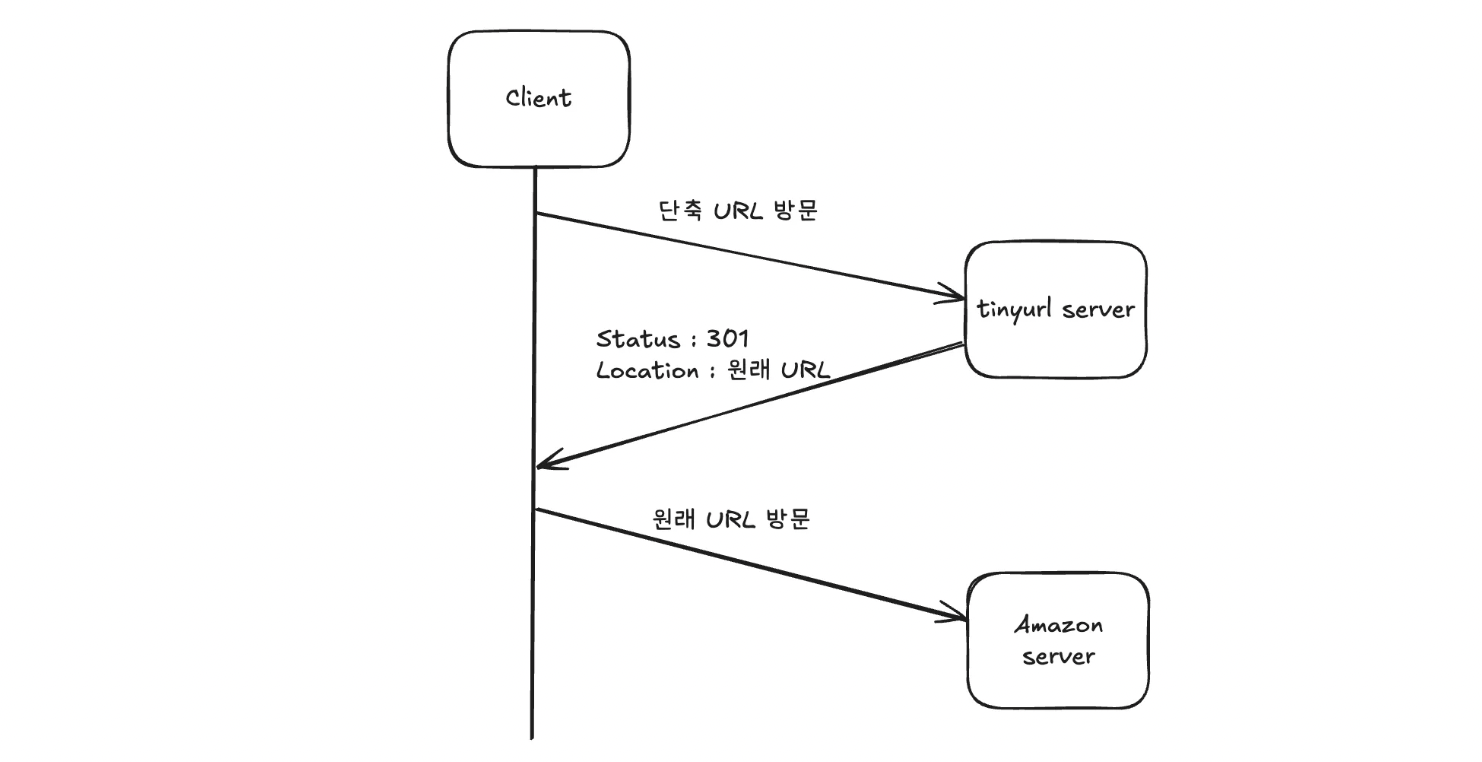 Client
단축 URL 방문
tinyurl server
Status : 301
Location : 원래 URL
원래 URL 방문
Amazon
server